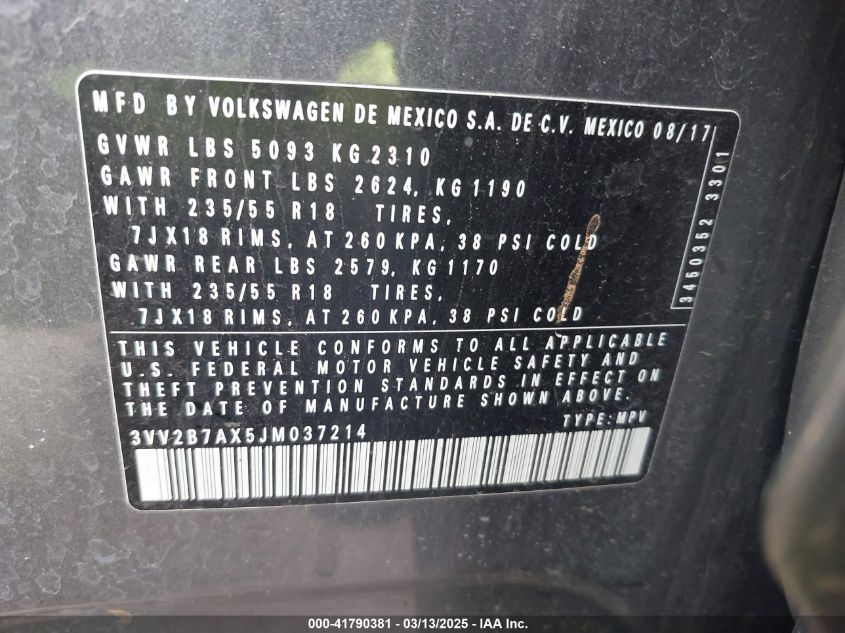 MFD BY VOLKSWAGEN DE MEXICO S.A. DE C.V. MEXICO 08/17
GVWR LBS 5093 KG 2310
GAWR FRONT LBS 2624, KG 1190
WITH 235/55 R18 TIRES,
7JX18 RIMS, AT 260 KPA, 38 PSI COLD
GAWR REAR LBS 2579, KG 1170
WITH 235/55 R18 TIRES,
7JX18 RIMS, AT 260 KPA, 38 PSI COLD
3450352 3301
THIS VEHICLE CONFORMS TO ALL APPLICABLE
U.S. FEDERAL MOTOR VEHICLE SAFETY AND
THEFT PREVENTION STANDARDS IN EFFECT ON
THE DATE OF MANUFACTURE SHOWN ABOVE.
3VV2B7AX5JM037214 TYPE: MPV
000-41790381 - 03/13/2025 - IAA Inc.